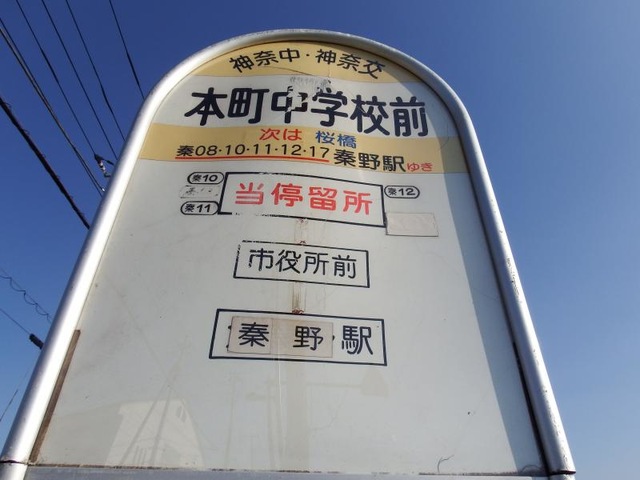 神奈中・神奈交
本町中学校前
次は 桜橋
秦08・10・11・12・17 秦野駅ゆき
秦10
秦11
当停留所
秦12
市役所前
秦野駅